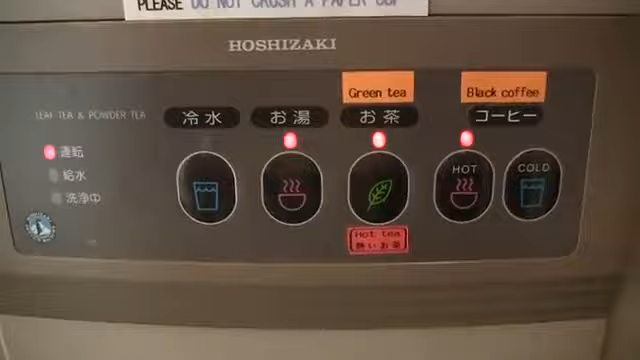 PLEASE DO NOT CRUSH A PAPER CUP
HOSHIZAKI
Green tea
Black coffee
LEAF TEA & POWDER TEA
冷水
お湯
お茶
コーヒー
運転
給水
洗浄中
HOT
COLD
Hot tea
熱いお茶